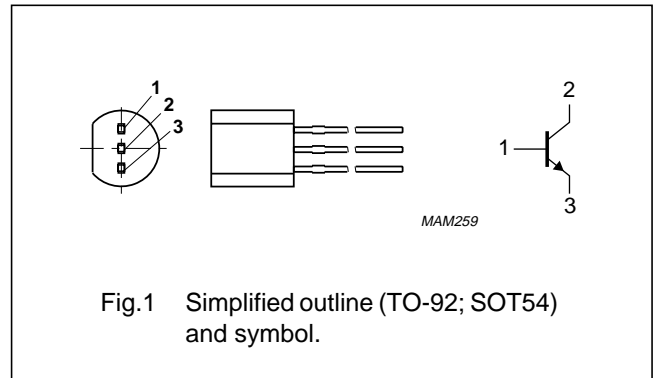 1
2
3
2
1
3
MAM259
Fig.1 Simplified outline (TO-92; SOT54)
and symbol.